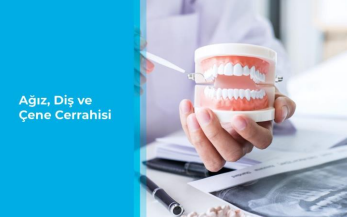 Ağız, Diş ve
Çene Cerrahisi